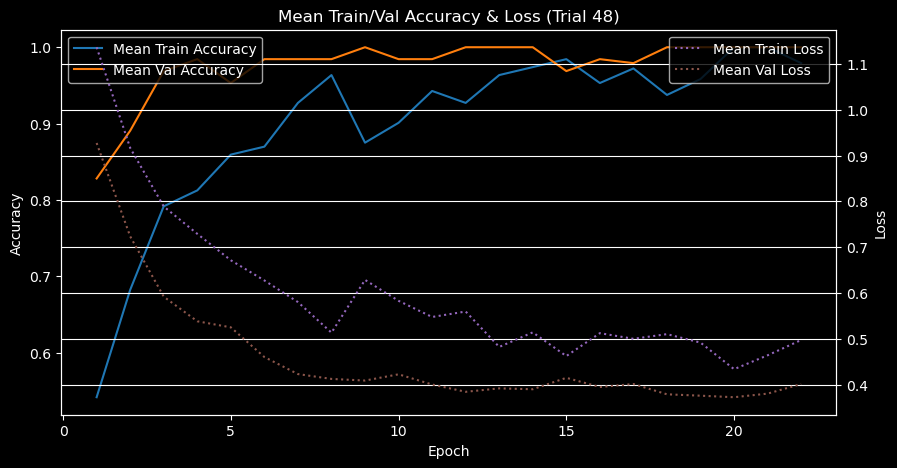 Mean Train/Val Accuracy & Loss (Trial 48)
Mean Train Accuracy
Mean Val Accuracy
Mean Train Loss
Mean Val Loss
1.0
0.9
0.8
0.7
0.6
Accuracy
1.1
1.0
0.9
0.8
0.7
0.6
0.5
0.4
Loss
0
5
10
15
20
Epoch